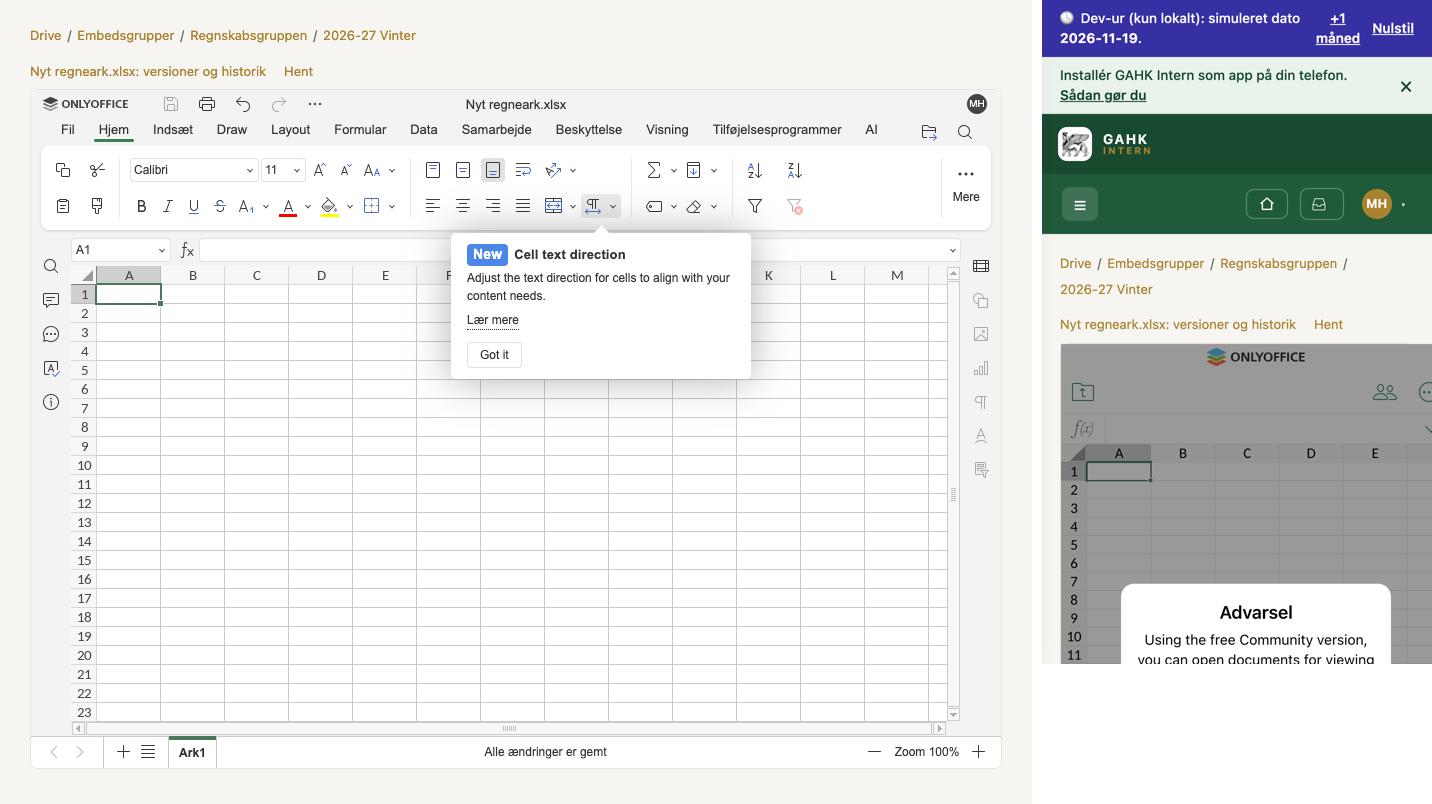 Drive / Embedsgrupper / Regnskabsgruppen / 2026-27 Vinter
Nyt regneark.xlsx: versioner og historik Hent
ONLYOFFICE
Nyt regneark.xlsx
MH
Fil Hjem Indsæt Draw Layout Formular Data Samarbejde Beskyttelse Visning Tilføjelsesprogrammer AI
Calibri 11
Mere
A1
fx
New Cell text direction
Adjust the text direction for cells to align with your
content needs.
Lær mere
Got it
A B C D E F K L M
1
2
3
4
5
6
7
8
9
10
11
12
13
14
15
16
17
18
19
20
21
22
23
Ark1
Alle ændringer er gemt
Zoom 100%
Dev-ur (kun lokalt): simuleret dato
2026-11-19.
+1
måned
Nulstil
Installér GAHK Intern som app på din telefon.
Sådan gør du
GAHK
INTERN
MH
Drive / Embedsgrupper / Regnskabsgruppen /
2026-27 Vinter
Nyt regneark.xlsx: versioner og historik Hent
ONLYOFFICE
f(x)
A B C D E
1
2
3
4
5
6
7
8
9
10
11
Advarsel
Using the free Community version,
you can open documents for viewing